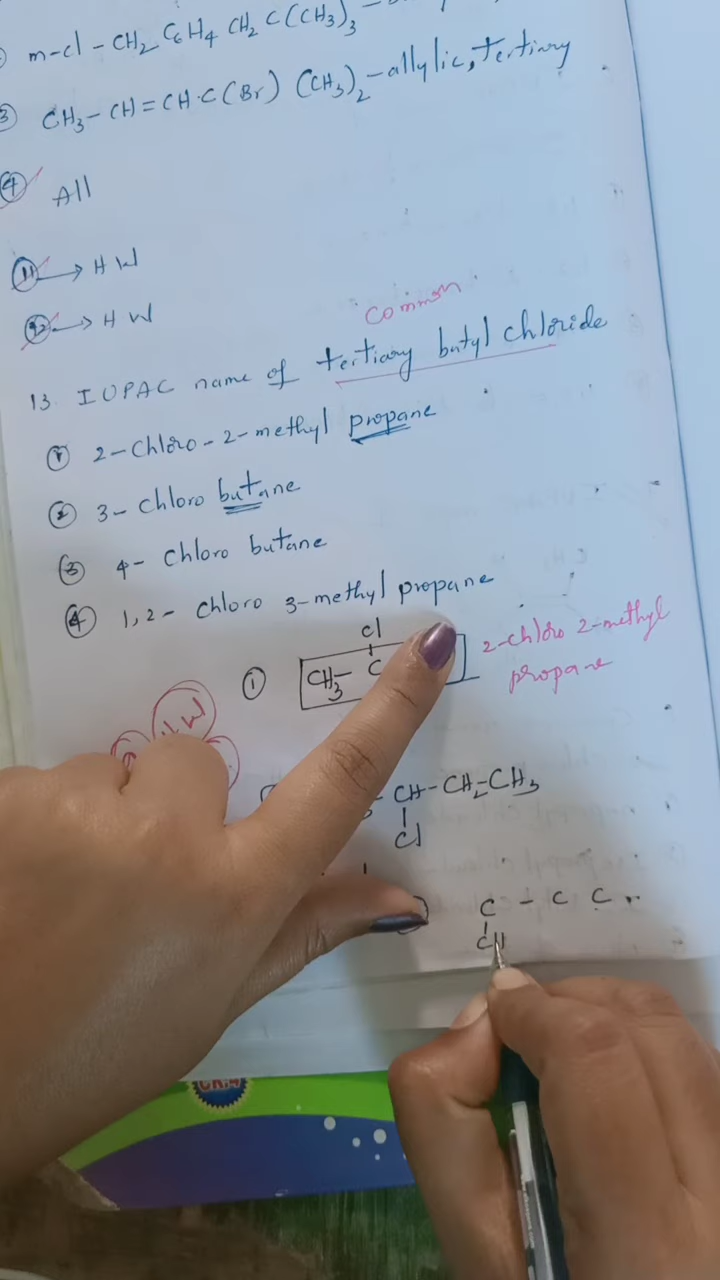 m-cl-CH2 C6H4 CH2 C(CH3)3 -
③ CH3-CH=CH.C(Br) (CH3)2-allylic, tertiary
④ All
⑪ → HW
⑫ → HW
common
13. IUPAC name of tertiary butyl chloride
① 2-chloro-2-methyl propane
② 3-chloro butane
③ 4-chloro butane
④ 1,2-chloro 3-methyl propane
cl
① CH3-C
2-chloro 2-methyl
propane
CH-CH2-CH3
Cl
C - C C